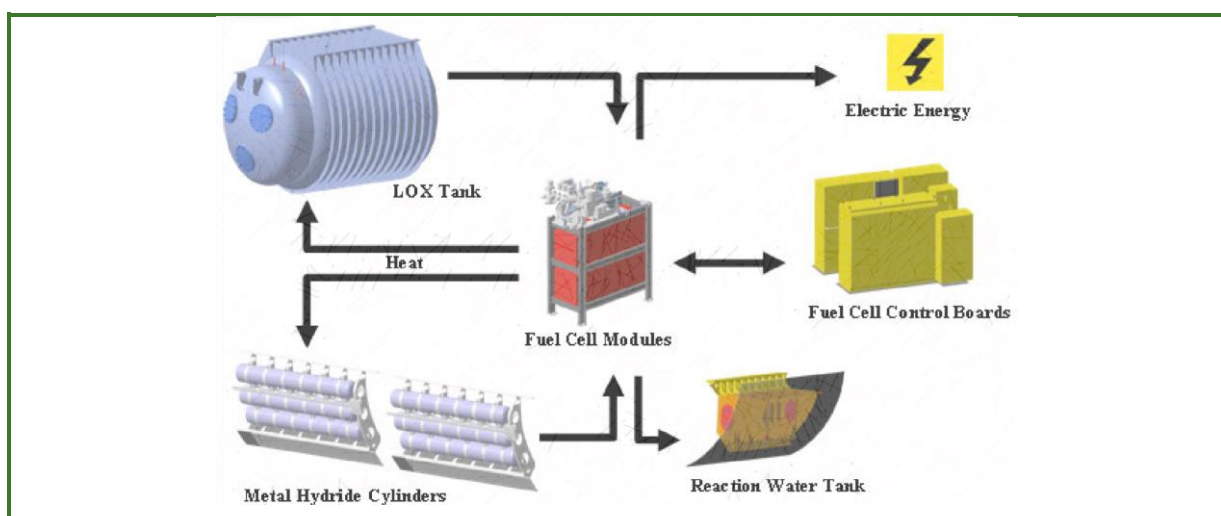 Electric Energy
LOX Tank
Heat
Fuel Cell Control Boards
Fuel Cell Modules
Reaction Water Tank
Metal Hydride Cylinders